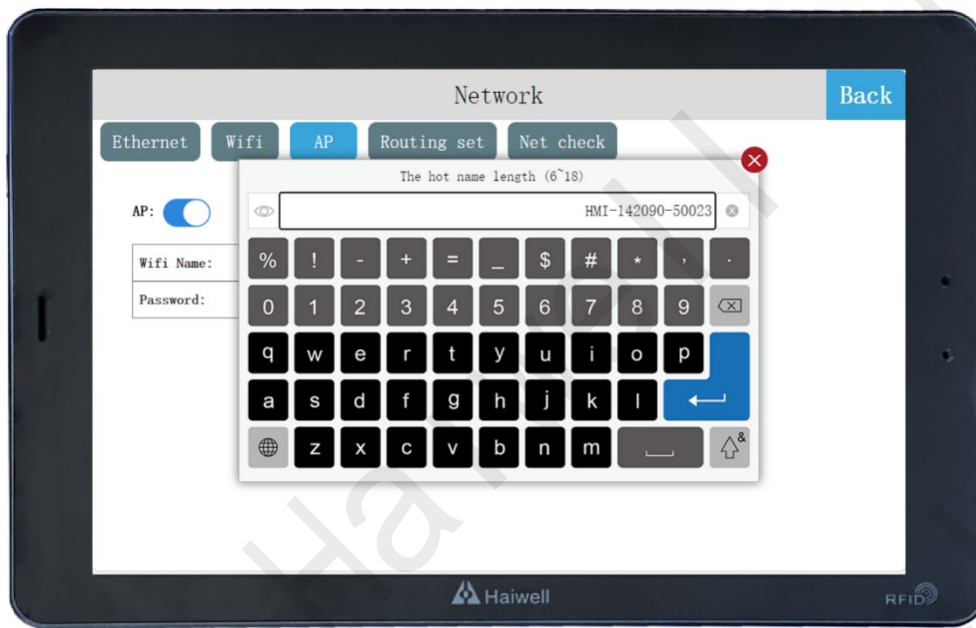 Network
Back
Ethernet
Wifi
AP
Routing set
Net check
The hot name length (6~18)
AP:
HMI-142090-50023
Wifi Name:
Password:
% ! - + = _ $ # * , .
0 1 2 3 4 5 6 7 8 9
q w e r t y u i o p
a s d f g h j k l
z x c v b n m &
Haiwell
RFID
Haiwell